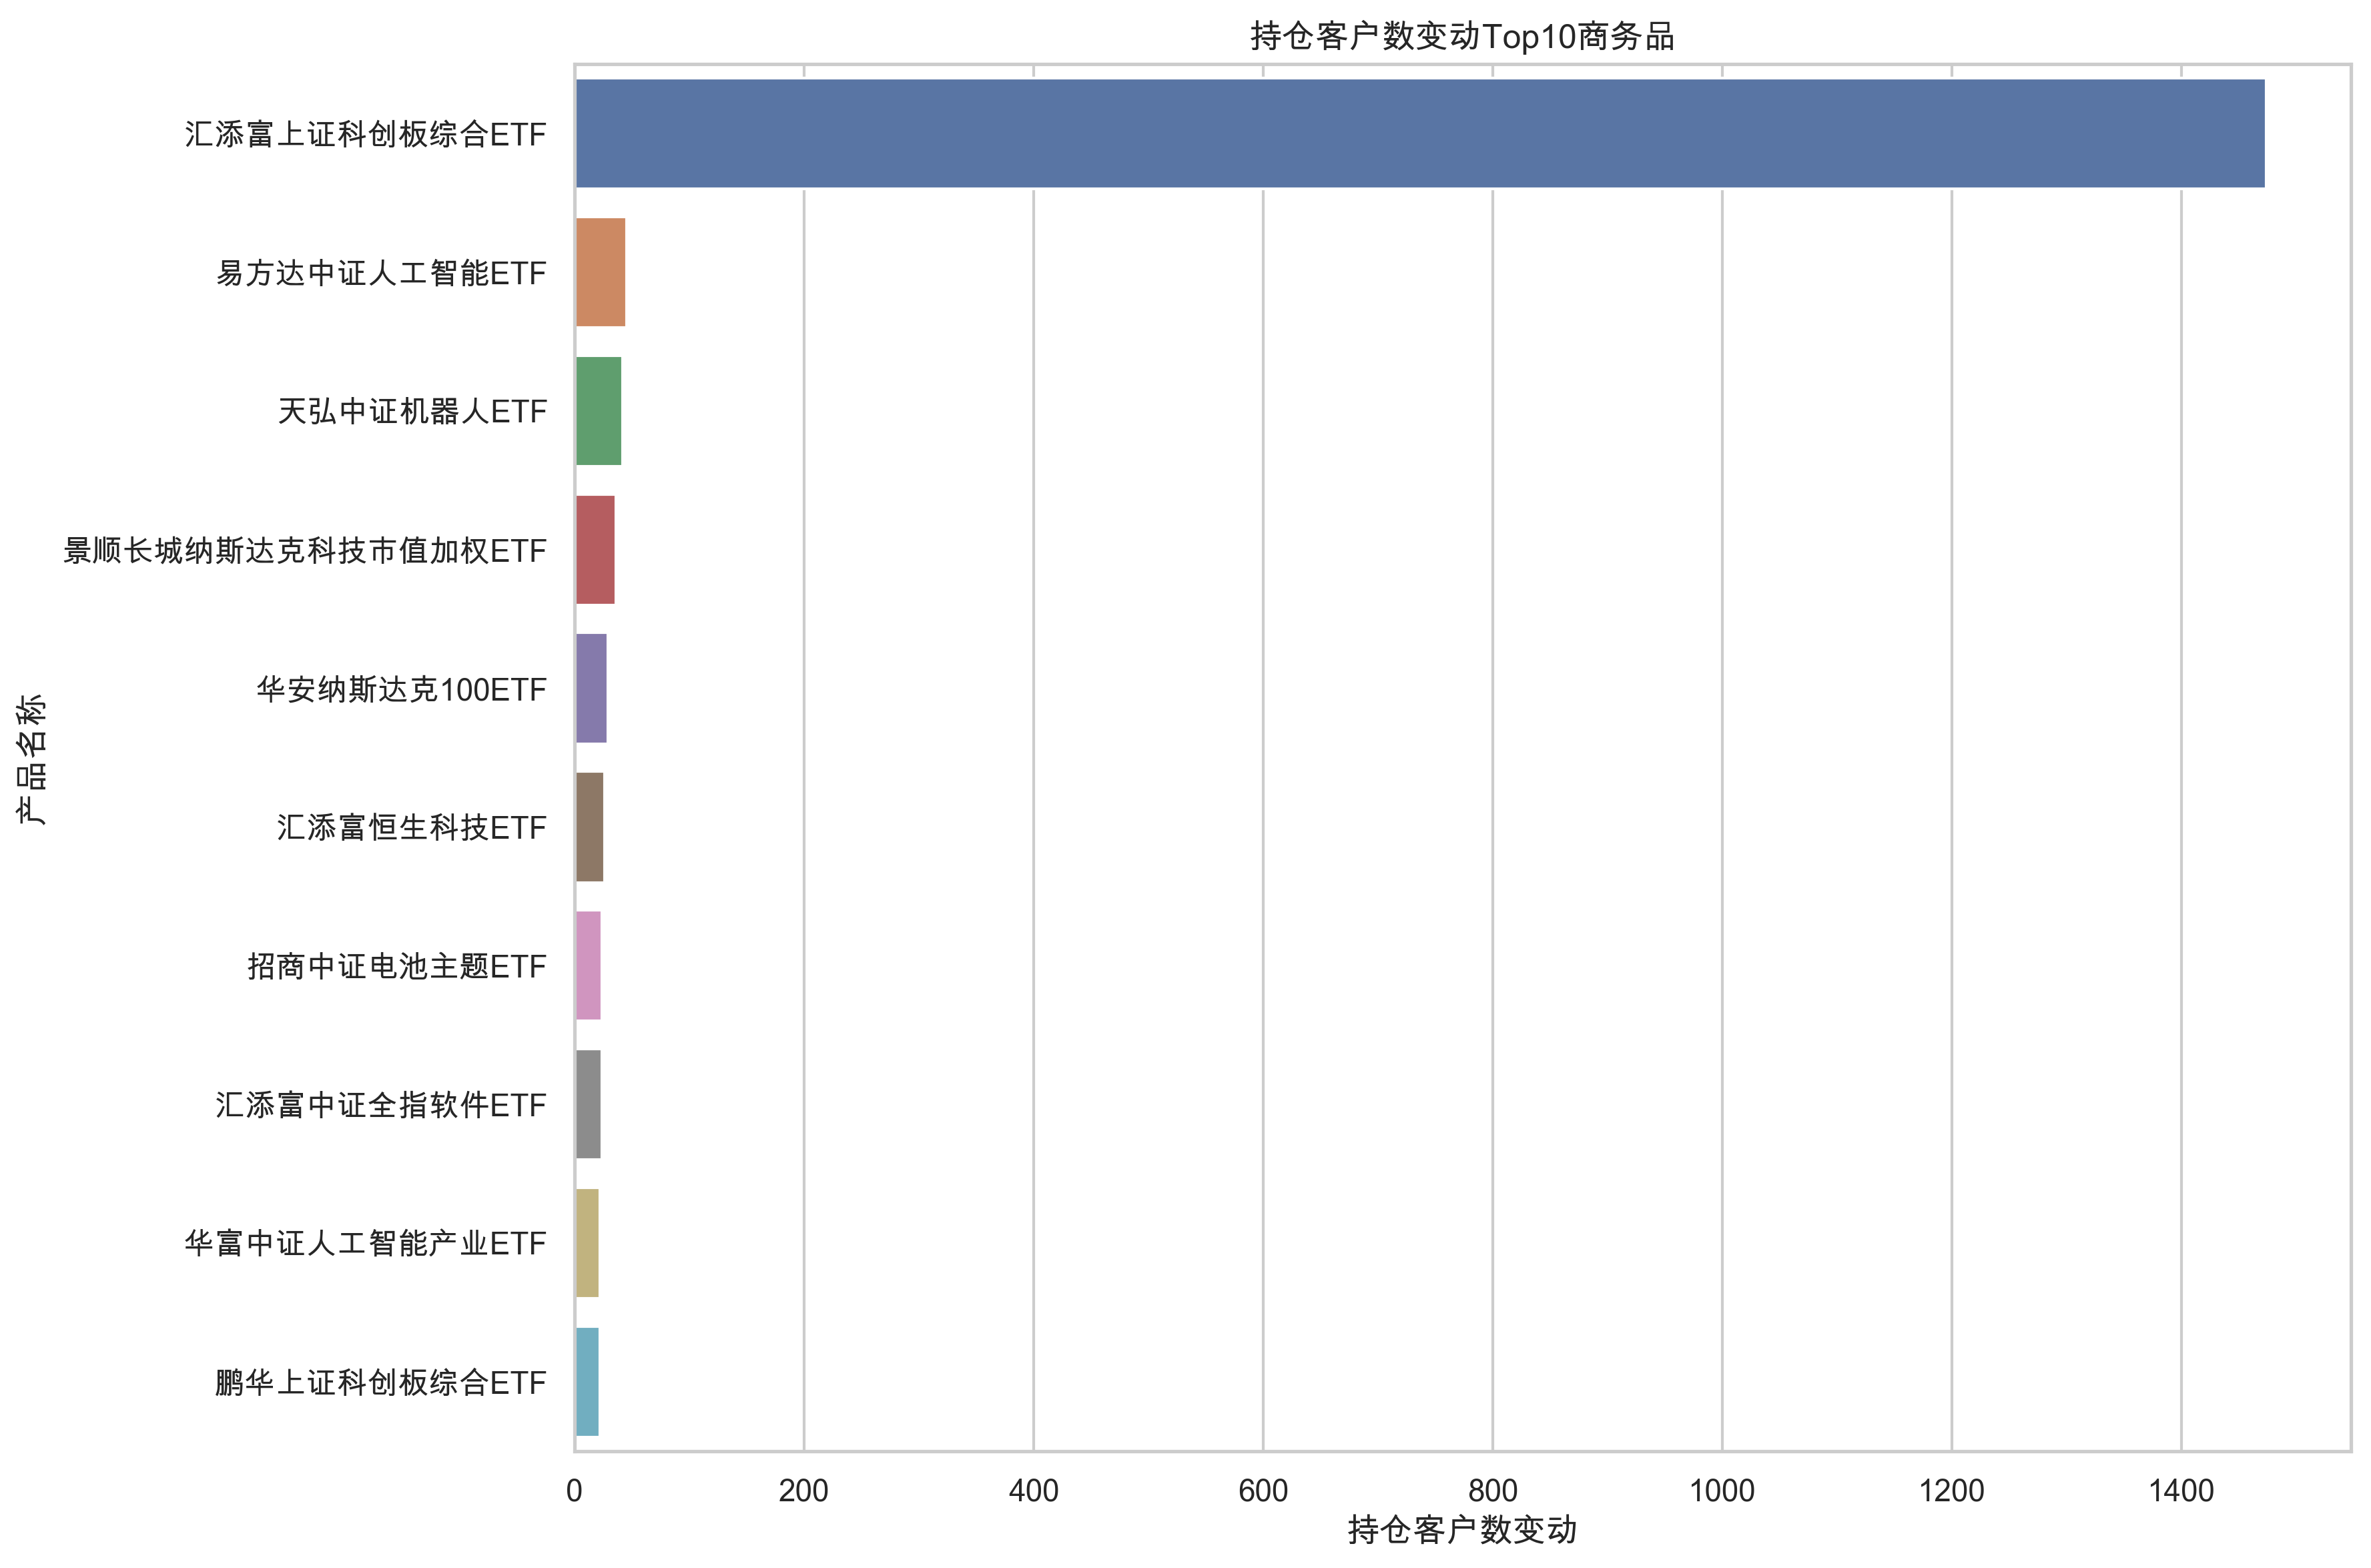 持仓客户数变动Top10商务品
汇添富上证科创板综合ETF
易方达中证人工智能ETF
天弘中证机器人ETF
景顺长城纳斯达克科技市值加权ETF
华安纳斯达克100ETF
汇添富恒生科技ETF
招商中证电池主题ETF
汇添富中证全指软件ETF
华富中证人工智能产业ETF
鹏华上证科创板综合ETF
产品名称
0 200 400 600 800 1000 1200 1400
持仓客户数变动